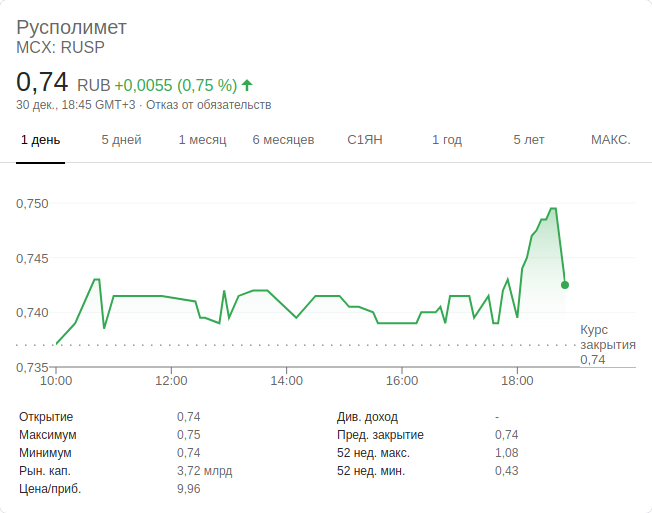 Русполимет
MCX: RUSP
0,74 RUB +0,0055 (0,75 %)
30 дек., 18:45 GMT+3 · Отказ от обязательств
1 день 5 дней 1 месяц 6 месяцев С1ЯН 1 год 5 лет МАКС.
0,750
0,745
0,740
0,735
Курс
закрытия
0,74
10:00 12:00 14:00 16:00 18:00
Открытие 0,74 Див. доход -
Максимум 0,75 Пред. закрытие 0,74
Минимум 0,74 52 нед. макс. 1,08
Рын. кап. 3,72 млрд 52 нед. мин. 0,43
Цена/приб. 9,96